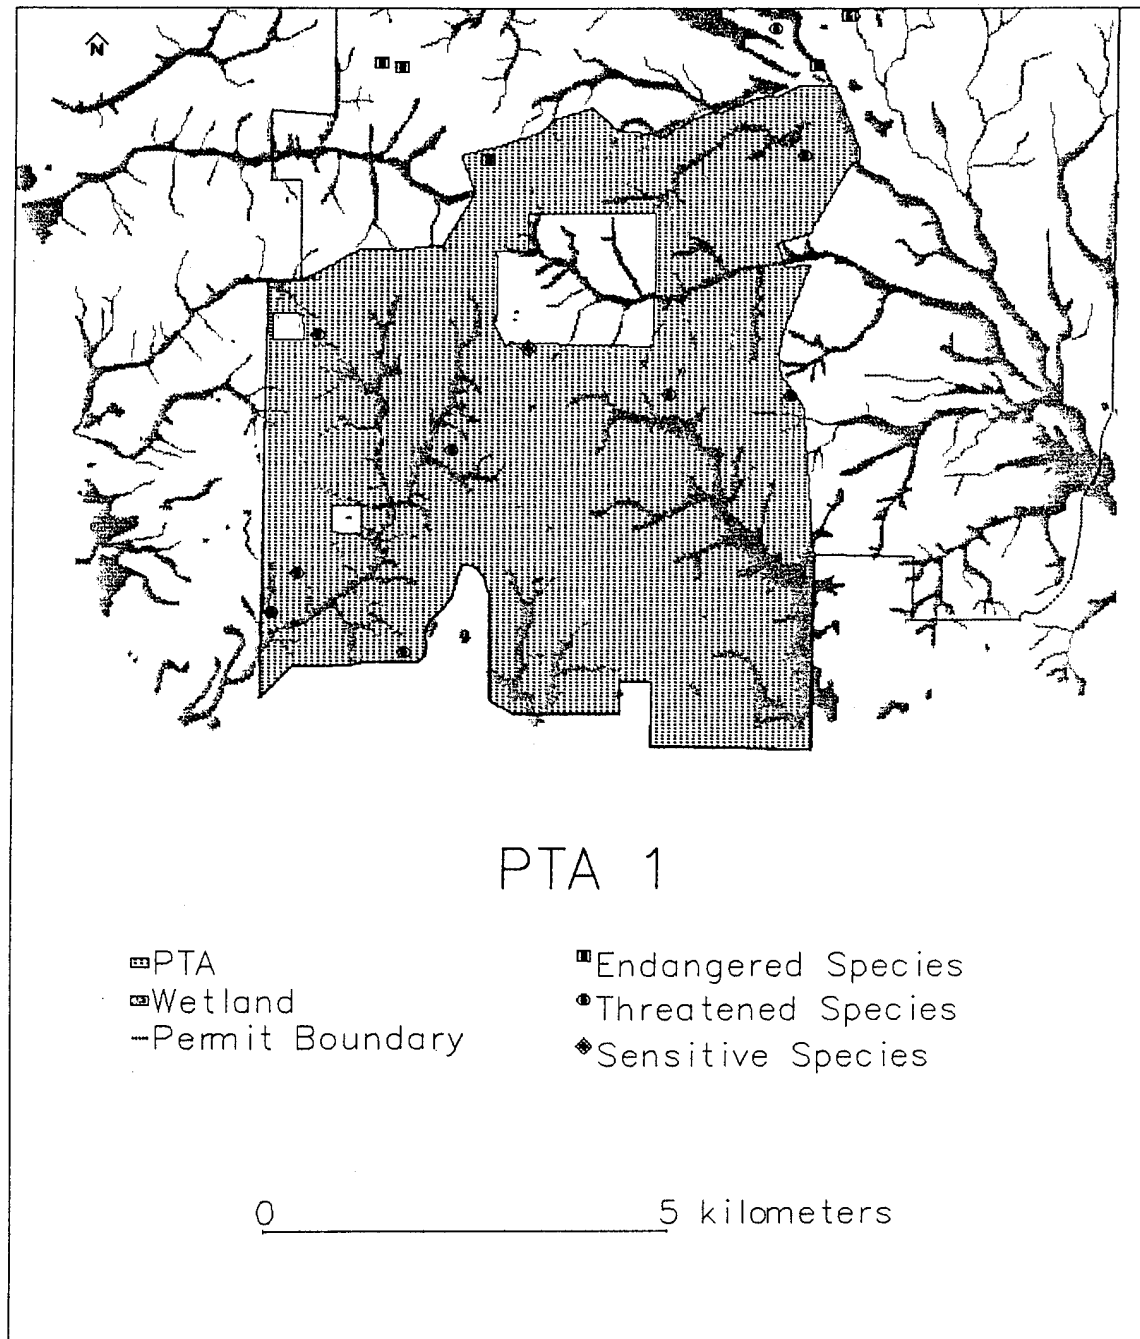 N
PTA 1
PTA
Wetland
Permit Boundary
Endangered Species
Threatened Species
Sensitive Species
0 5 kilometers